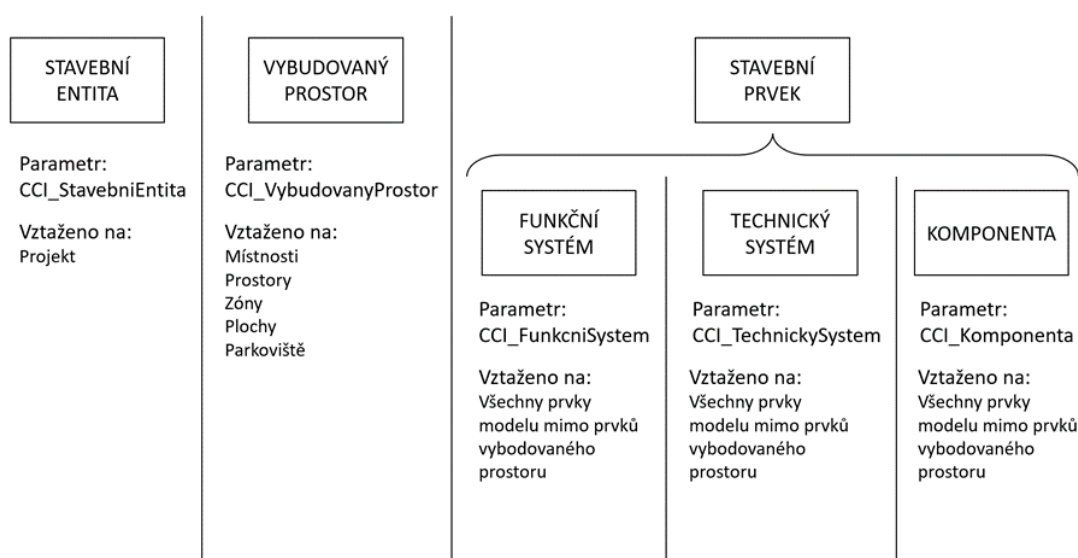 STAVEBNÍ
ENTITA
Parametr:
CCI_StavebniEntita
Vztaženo na:
Projekt
VYBUDOVANÝ
PROSTOR
Parametr:
CCI_VybudovanyProstor
Vztaženo na:
Místnosti
Prostory
Zóny
Plochy
Parkoviště
STAVEBNÍ
PRVEK
FUNKČNÍ
SYSTÉM
Parametr:
CCI_FunkcniSystem
Vztaženo na:
Všechny prvky
modelu mimo prvků
vybodovaného
prostoru
TECHNICKÝ
SYSTÉM
Parametr:
CCI_TechnickySystem
Vztaženo na:
Všechny prvky
modelu mimo prvků
vybodovaného
prostoru
KOMPONENTA
Parametr:
CCI_Komponenta
Vztaženo na:
Všechny prvky
modelu mimo prvků
vybodovaného
prostoru